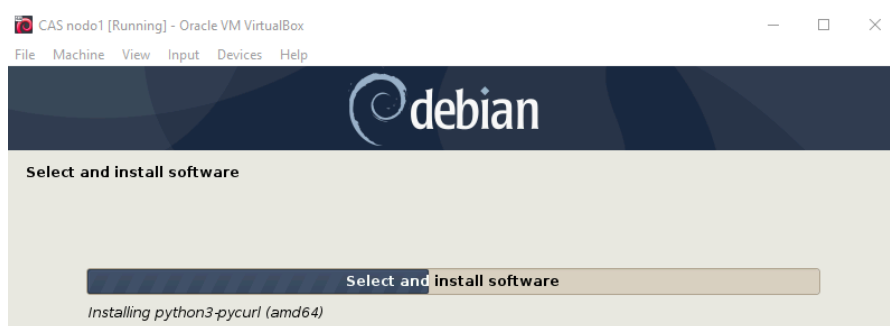 CAS nodo1 [Running] - Oracle VM VirtualBox
File Machine View Input Devices Help
debian
Select and install software
Select and install software
Installing python3-pycurl (amd64)